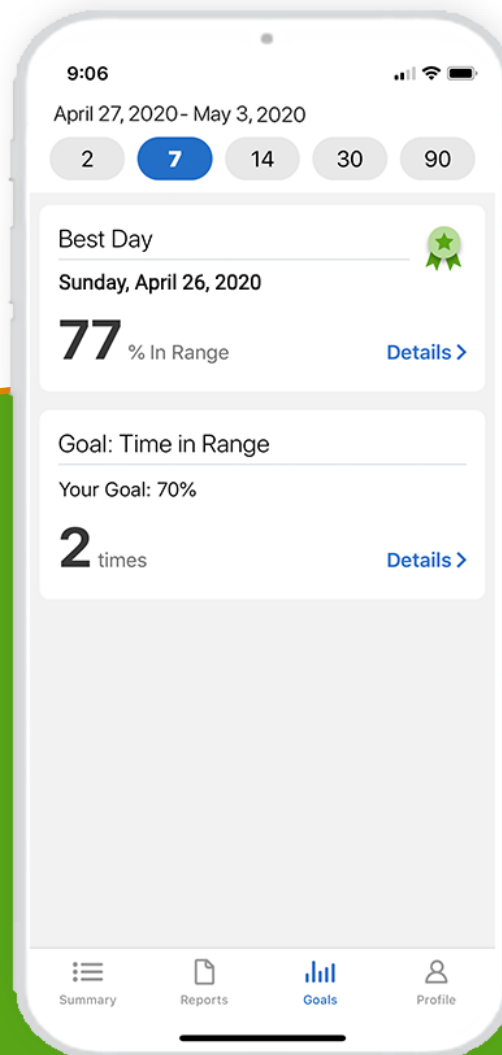 9:06
April 27, 2020 - May 3, 2020
2 7 14 30 90
Best Day
Sunday, April 26, 2020
77 % In Range Details >
Goal: Time in Range
Your Goal: 70%
2 times Details >
Summary Reports Goals Profile